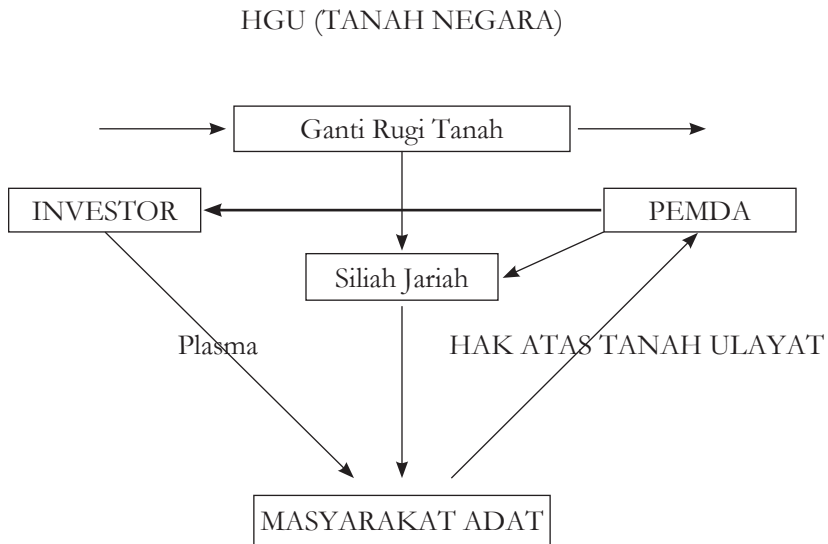 HGU (TANAH NEGARA)
Ganti Rugi Tanah
INVESTOR
PEMDA
Siliah Jariah
Plasma
HAK ATAS TANAH ULAYAT
MASYARAKAT ADAT